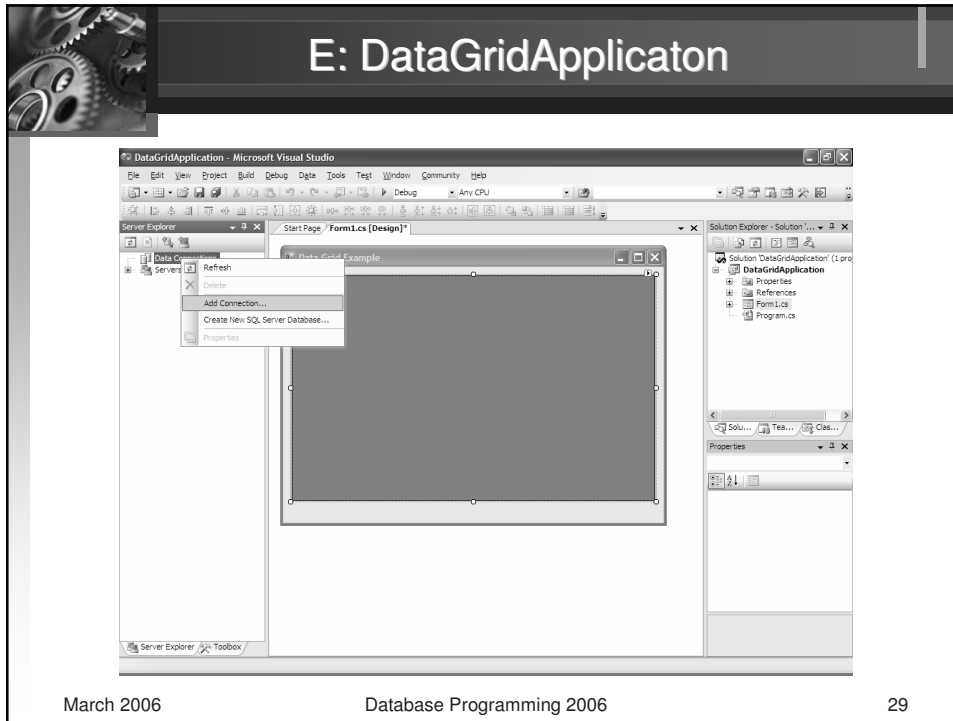 E: DataGridApplicaton
DataGridApplication - Microsoft Visual Studio
File Edit View Project Build Debug Data Tools Test Window Community Help
Debug Any CPU
Server Explorer
Start Page Form1.cs [Design]*
Solution Explorer - Solution '...
Data Connections
Servers
Refresh
Delete
Add Connection...
Create New SQL Server Database...
Properties
Data Grid Example
Solution 'DataGridApplication' (1 pro
DataGridApplication
Properties
References
Form1.cs
Program.cs
Solu... Tea... Clas...
Properties
Server Explorer Toolbox
March 2006 Database Programming 2006 29